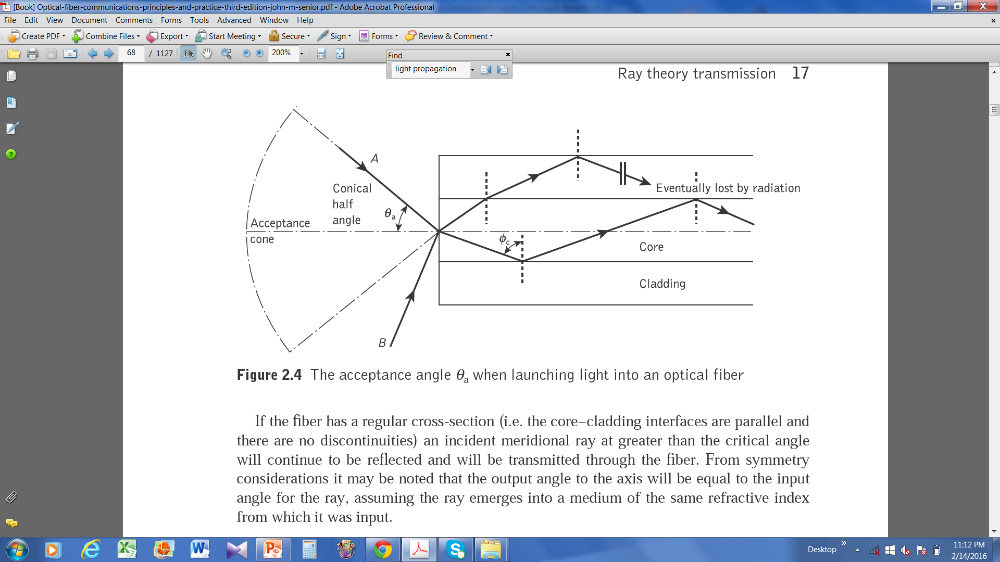 [Book] Optical-fiber-communications-principles-and-practice-third-edition-john-m-senior.pdf - Adobe Acrobat Professional
File Edit View Document Comments Forms Tools Advanced Window Help
Create PDF Combine Files Export Start Meeting Secure Sign Forms Review & Comment
68 / 1127 200%
Find
light propagation
Ray theory transmission 17
A
Conical
half
angle
θa
Eventually lost by radiation
Acceptance
cone
ϕc
Core
Cladding
B
Figure 2.4 The acceptance angle θa when launching light into an optical fiber
If the fiber has a regular cross-section (i.e. the core–cladding interfaces are parallel and
there are no discontinuities) an incident meridional ray at greater than the critical angle
will continue to be reflected and will be transmitted through the fiber. From symmetry
considerations it may be noted that the output angle to the axis will be equal to the input
angle for the ray, assuming the ray emerges into a medium of the same refractive index
from which it was input.
Desktop
11:12 PM
2/14/2016